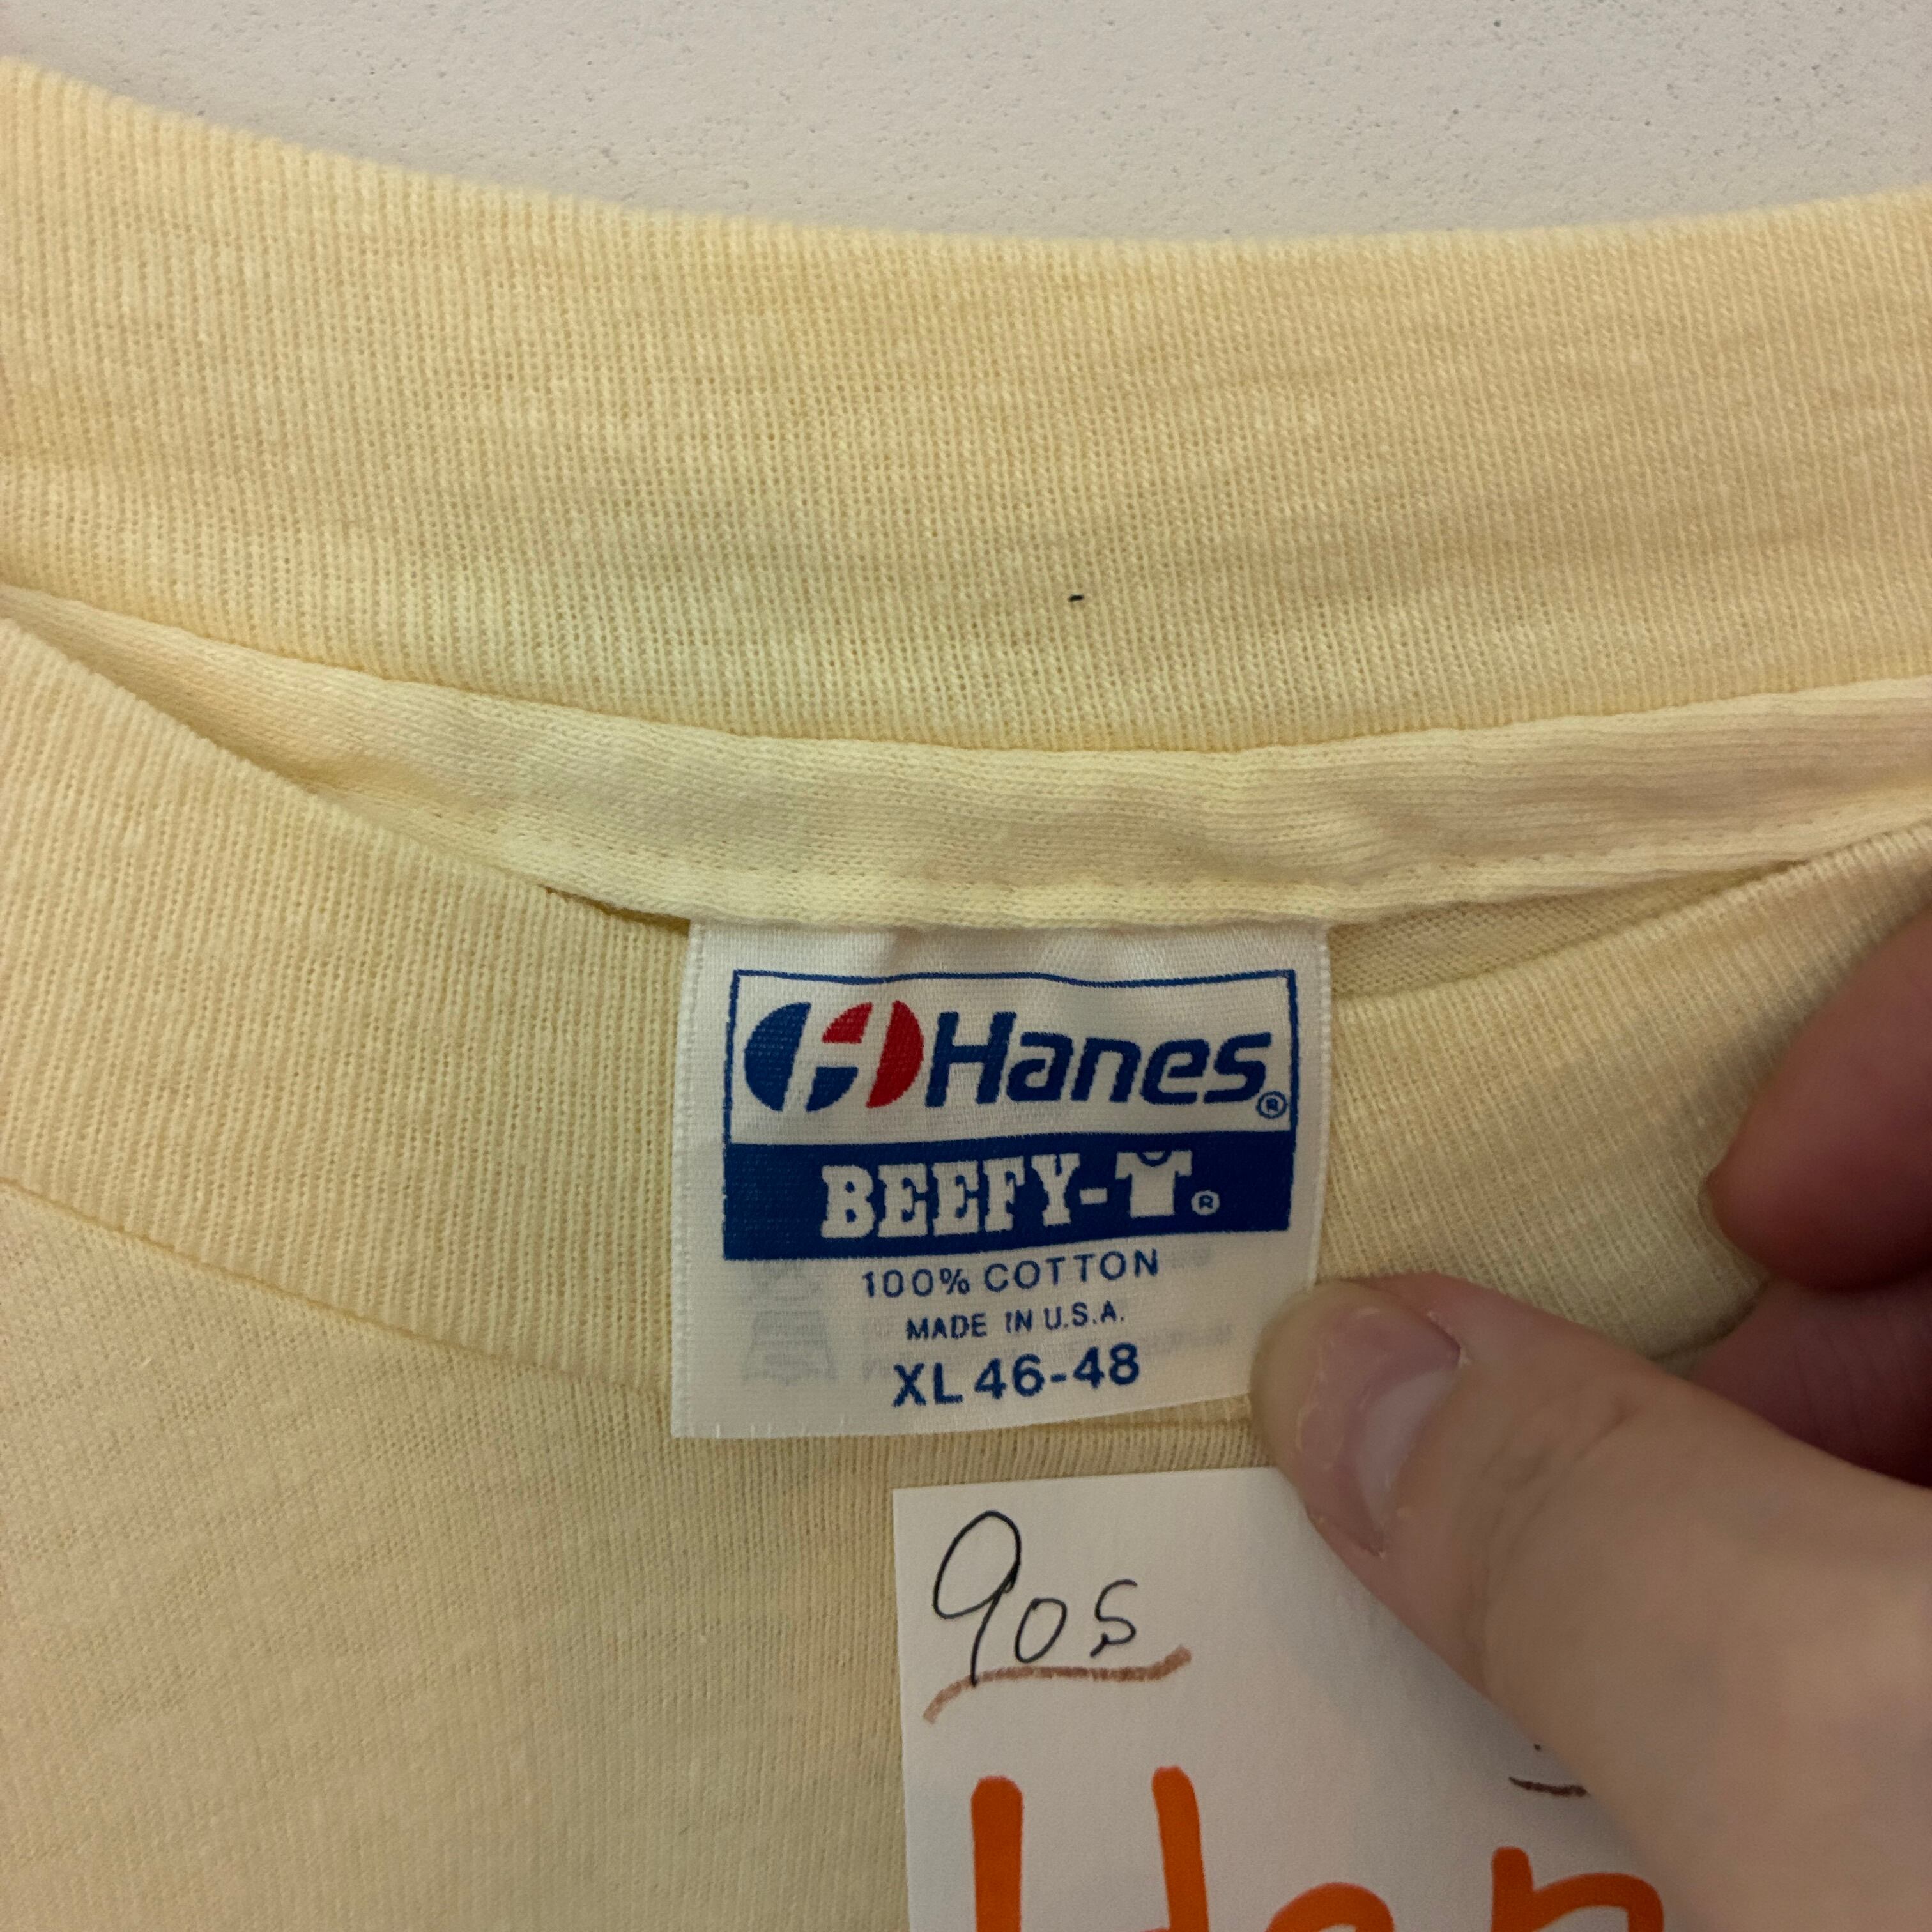 Hanes®
BEEFY-T®
100% COTTON
MADE IN U.S.A.
XL 46-48
90s